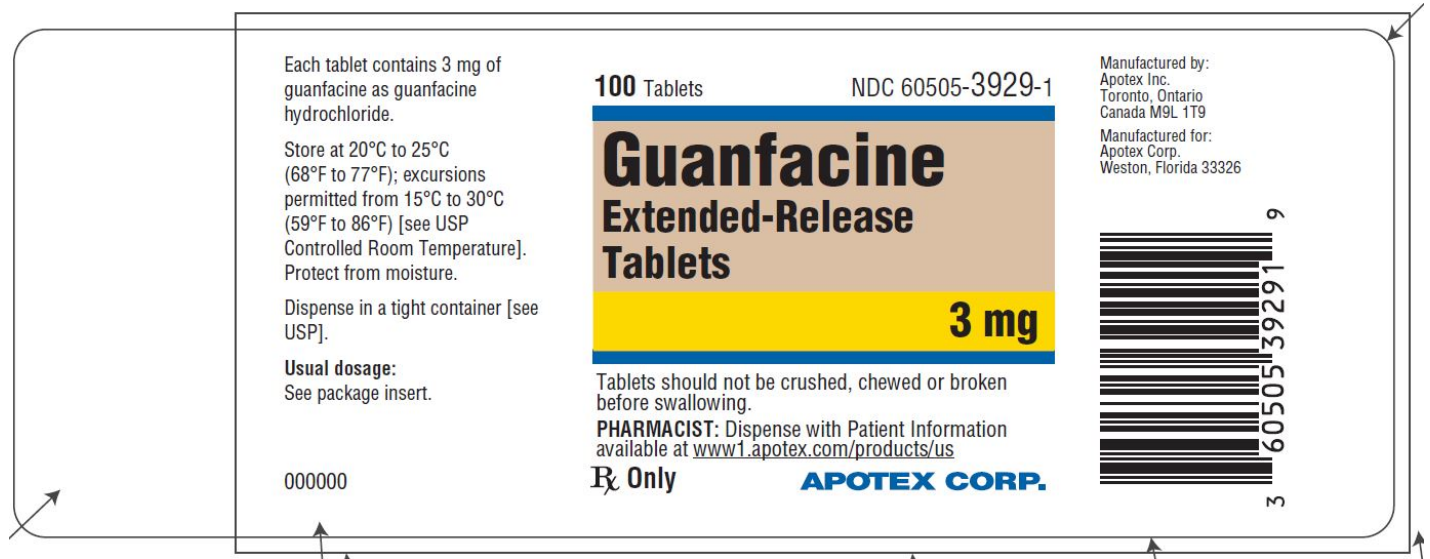 Each tablet contains 3 mg of
guanfacine as guanfacine
hydrochloride.
Store at 20°C to 25°C
(68°F to 77°F); excursions
permitted from 15°C to 30°C
(59°F to 86°F) [see USP
Controlled Room Temperature].
Protect from moisture.
Dispense in a tight container [see
USP].
Usual dosage:
See package insert.
000000
100 Tablets NDC 60505-3929-1
Guanfacine
Extended-Release
Tablets
3 mg
Tablets should not be crushed, chewed or broken
before swallowing.
PHARMACIST: Dispense with Patient Information
available at www1.apotex.com/products/us
Rx Only APOTEX CORP.
Manufactured by:
Apotex Inc.
Toronto, Ontario
Canada M9L 1T9
Manufactured for:
Apotex Corp.
Weston, Florida 33326
3 60505 39291 9